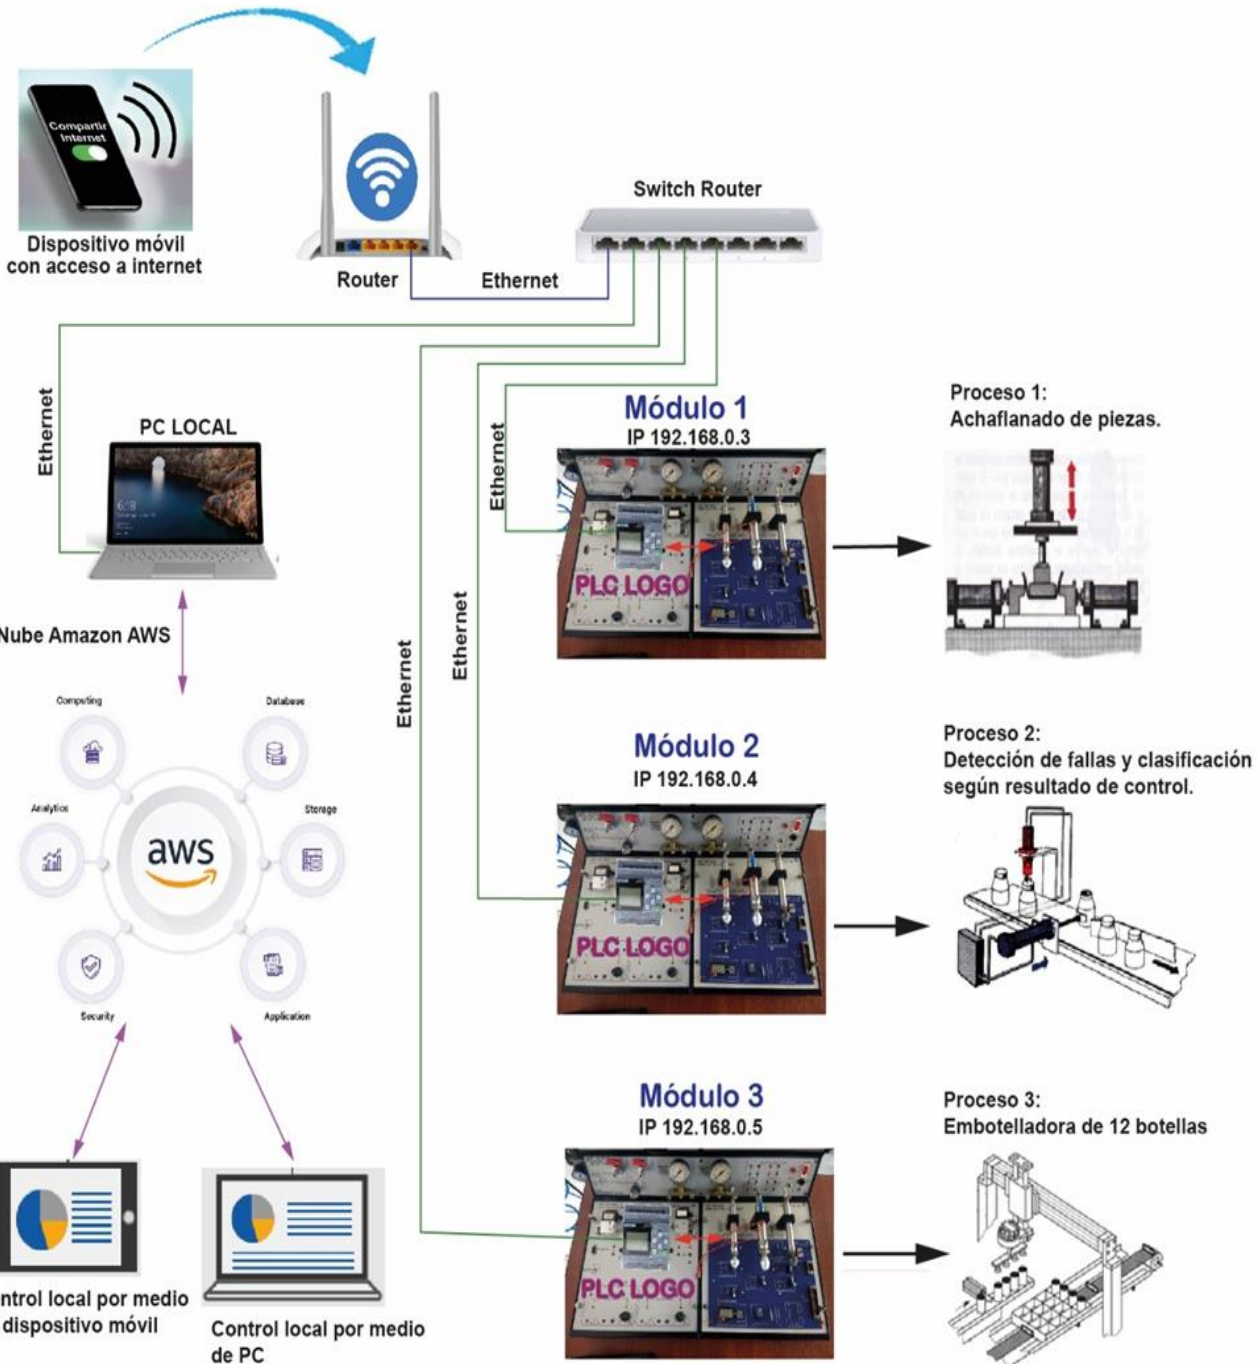 Compartir
Internet
Dispositivo móvil
con acceso a internet
Router
Ethernet
Switch Router
Ethernet
PC LOCAL
Nube Amazon AWS
Computing
Database
Analytics
Storage
aws
Security
Application
ntrol local por medio
dispositivo móvil
Control local por medio
de PC
Ethernet
Ethernet
Ethernet
Módulo 1
IP 192.168.0.3
PLC LOGO
Proceso 1:
Achaflanado de piezas.
Módulo 2
IP 192.168.0.4
PLC LOGO
Proceso 2:
Detección de fallas y clasificación
según resultado de control.
Módulo 3
IP 192.168.0.5
PLC LOGO
Proceso 3:
Embotelladora de 12 botellas